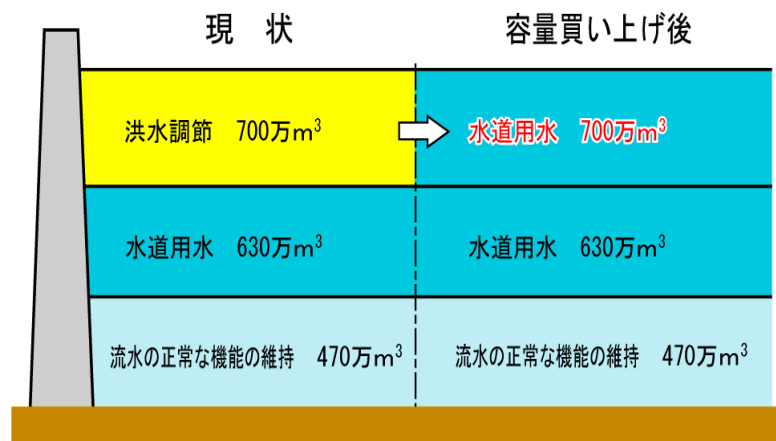 現　状　容量買い上げ後
洪水調節　700万m³　水道用水　700万m³
水道用水　630万m³　水道用水　630万m³
流水の正常な機能の維持　470万m³　流水の正常な機能の維持　470万m³